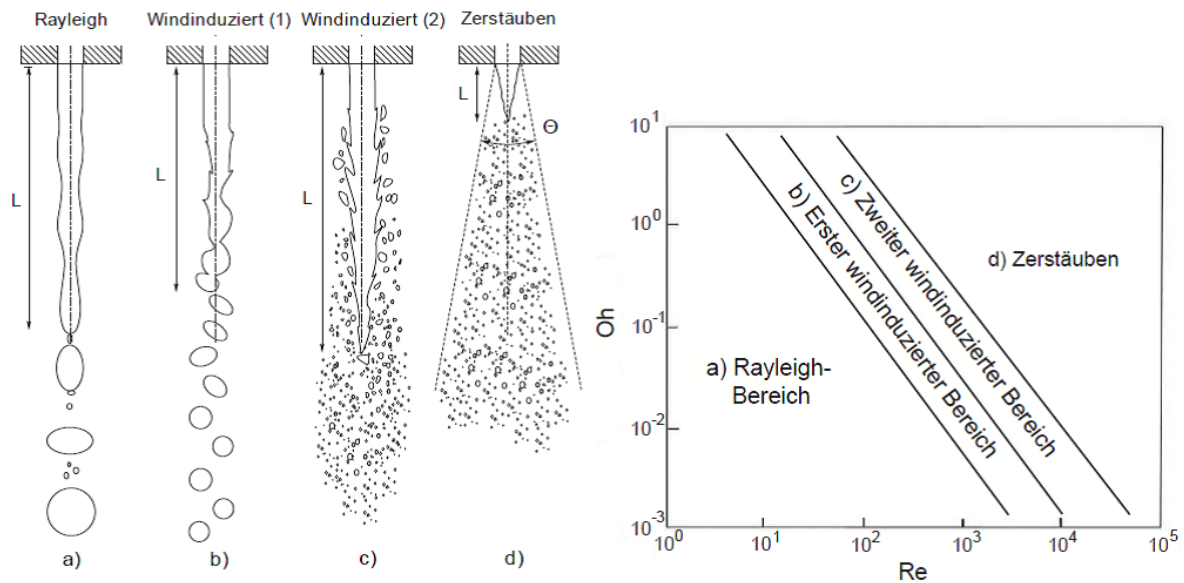 Rayleigh
Windinduziert (1)
Windinduziert (2)
Zerstäuben
L
L
L
L
Θ
a)
b)
c)
d)
Oh
10^1
10^0
10^-1
10^-2
10^-3
a) Rayleigh-
Bereich
b) Erster windinduzierter Bereich
c) Zweiter windinduzierter Bereich
d) Zerstäuben
10^0
10^1
10^2
10^3
10^4
10^5
Re